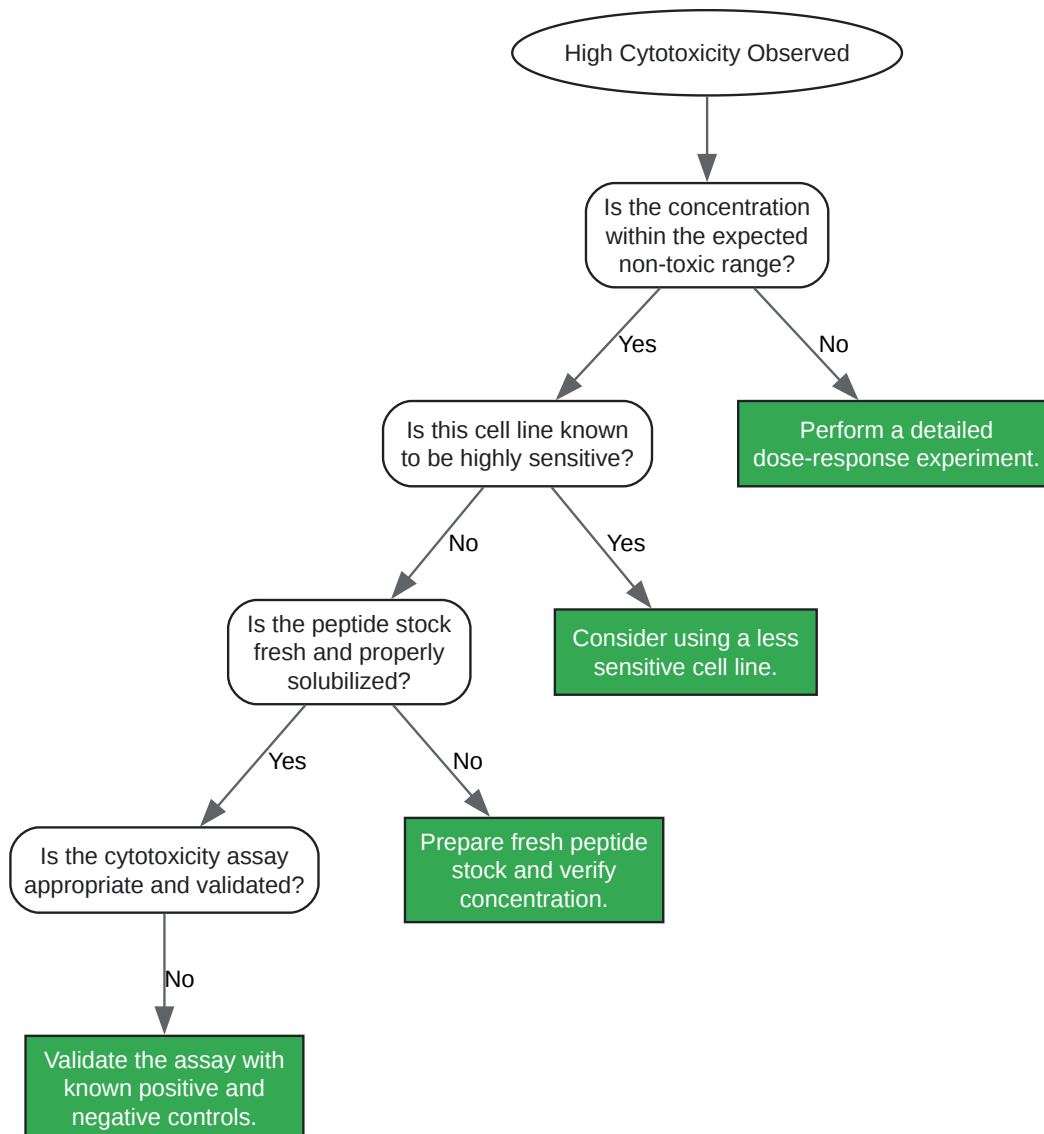 High Cytotoxicity Observed
Is the concentration
within the expected
non-toxic range?
Yes
No
Is this cell line known
to be highly sensitive?
Perform a detailed
dose-response experiment.
No
Yes
Is the peptide stock
fresh and properly
solubilized?
Consider using a less
sensitive cell line.
Yes
No
Is the cytotoxicity assay
appropriate and validated?
Prepare fresh peptide
stock and verify
concentration.
No
Validate the assay with
known positive and
negative controls.